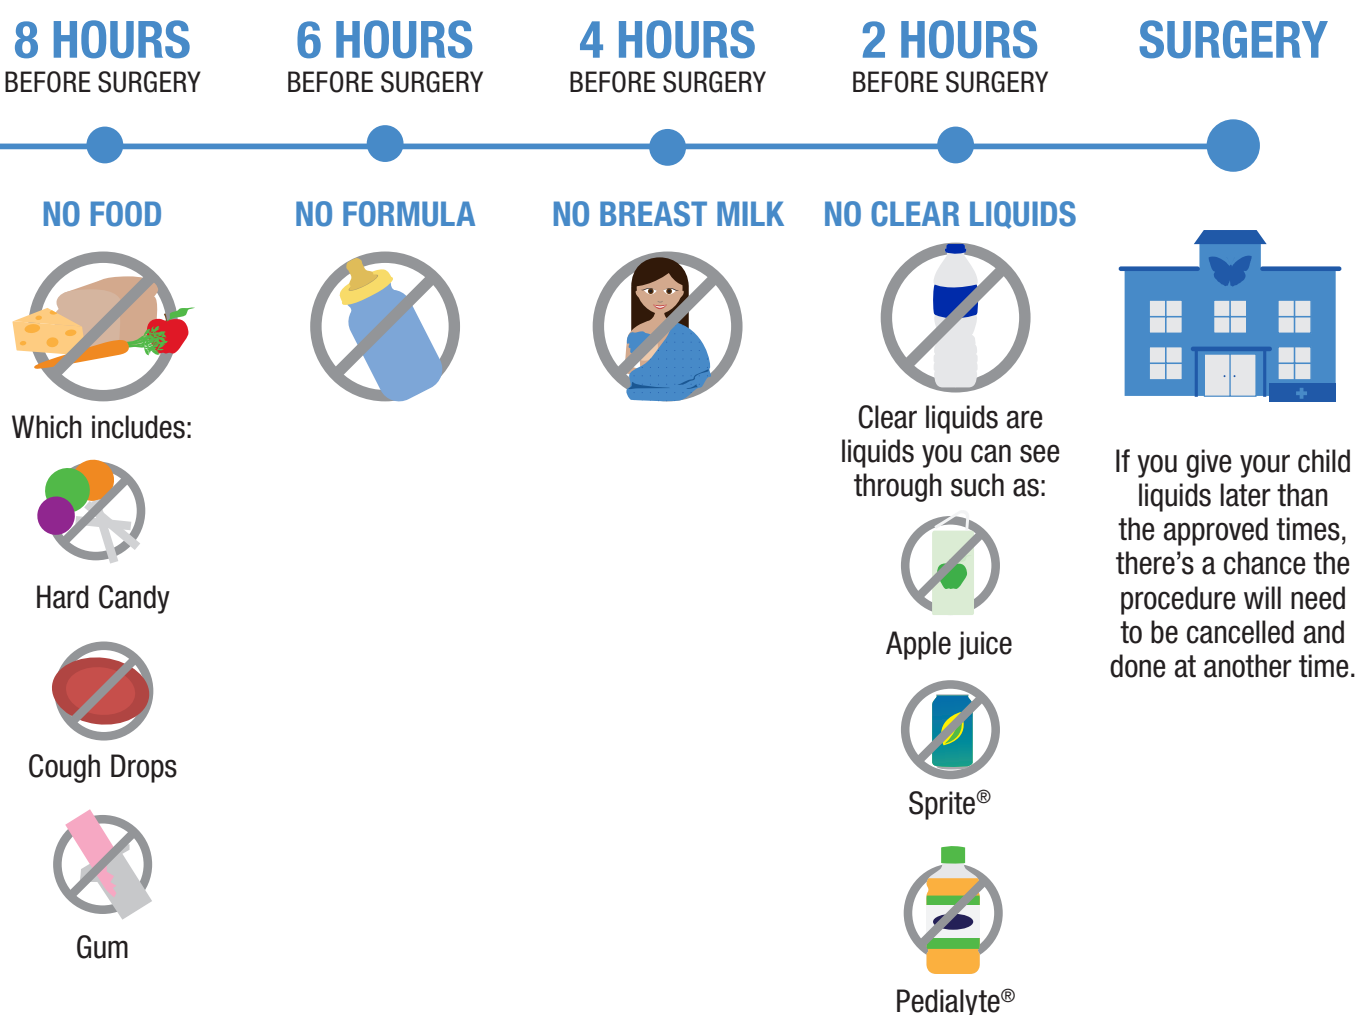 8 HOURS
BEFORE SURGERY
6 HOURS
BEFORE SURGERY
4 HOURS
BEFORE SURGERY
2 HOURS
BEFORE SURGERY
SURGERY
NO FOOD
Which includes:
Hard Candy
Cough Drops
Gum
NO FORMULA
NO BREAST MILK
NO CLEAR LIQUIDS
Clear liquids are
liquids you can see
through such as:
Apple juice
Sprite®
Pedialyte®
If you give your child
liquids later than
the approved times,
there's a chance the
procedure will need
to be cancelled and
done at another time.